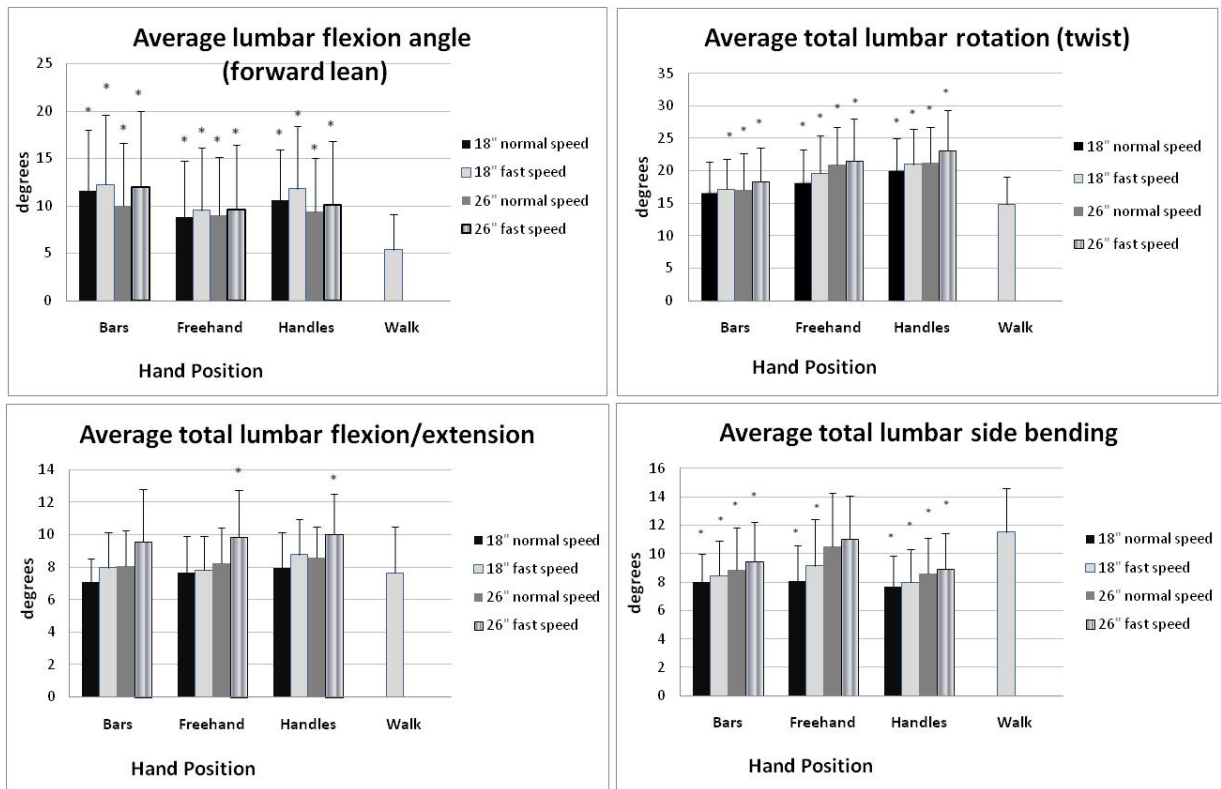 Average lumbar flexion angle
(forward lean)
25
20
15
10
5
0
degrees
* * * * * * * * * * * *
Bars Freehand Handles Walk
Hand Position
18" normal speed
18" fast speed
26" normal speed
26" fast speed
Average total lumbar rotation (twist)
35
30
25
20
15
10
5
0
degrees
* * * * * * * * * * *
Bars Freehand Handles Walk
Hand Position
18" normal speed
18" fast speed
26" normal speed
26" fast speed
Average total lumbar flexion/extension
14
12
10
8
6
4
2
0
degrees
* *
Bars Freehand Handles Walk
Hand Position
18" normal speed
18" fast speed
26" normal speed
26" fast speed
Average total lumbar side bending
16
14
12
10
8
6
4
2
0
degrees
* * * * * * * * * *
Bars Freehand Handles Walk
Hand Position
18" normal speed
18" fast speed
26" normal speed
26" fast speed